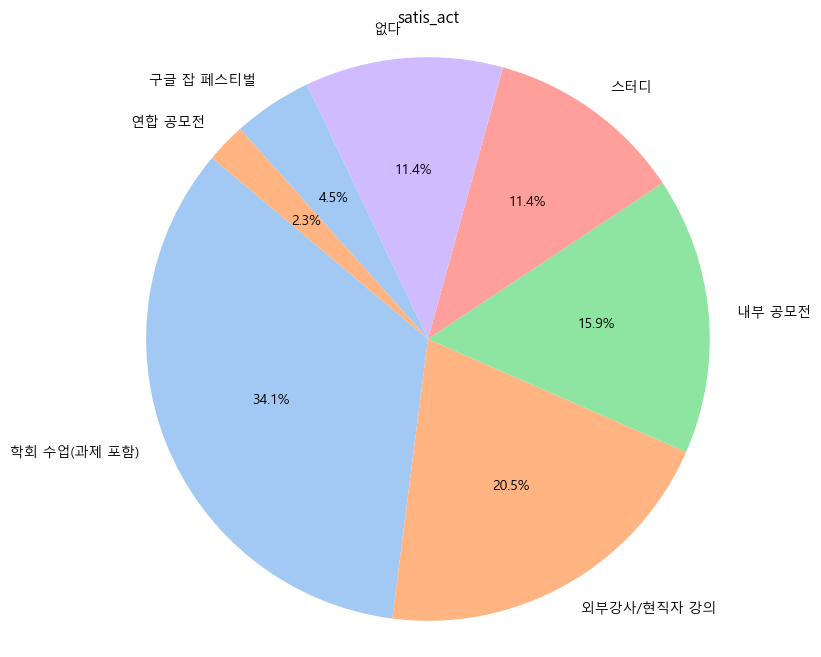 satis_act
없다
구글 잡 페스티벌
스터디
연합 공모전
11.4%
4.5%
11.4%
2.3%
내부 공모전
15.9%
34.1%
학회 수업(과제 포함)
20.5%
외부강사/현직자 강의